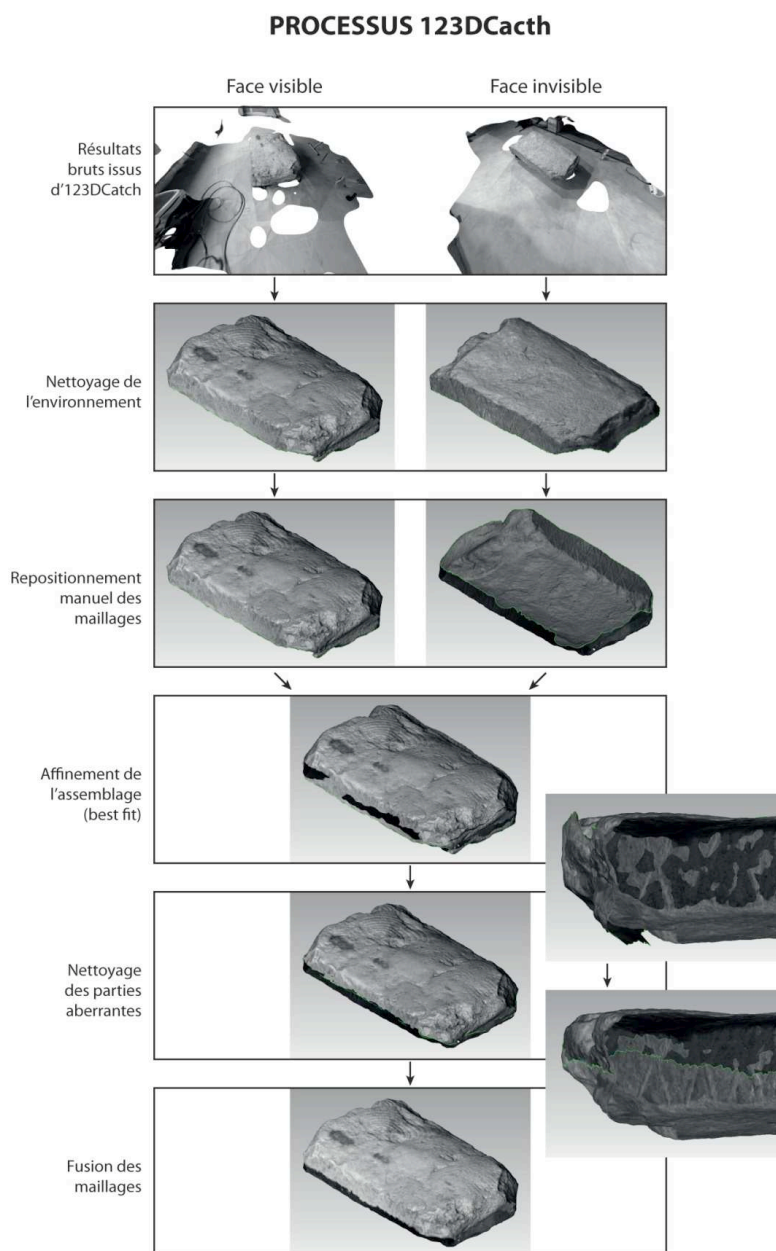 PROCESSUS 123DCacth
Face visible
Face invisible
Résultats
bruts issus
d'123DCatch
Nettoyage de
l'environnement
Repositionnement
manuel des
maillages
Affinement de
l'assemblage
(best fit)
Nettoyage
des parties
aberrantes
Fusion des
maillages